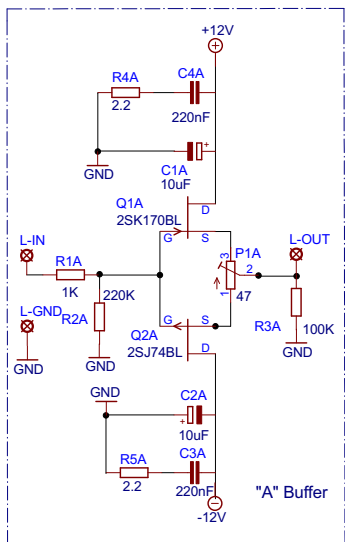 +12V
R4A
C4A
2.2
220nF
C1A
+
10uF
GND
Q1A
2SK170BL
D
G
S
L-IN
R1A
1K
P1A
3
2
1
47
L-OUT
220K
R2A
L-GND
GND
GND
Q2A
2SJ74BL
G
S
D
R3A
100K
GND
GND
C2A
+
10uF
R5A
C3A
2.2
220nF
-12V
"A" Buffer